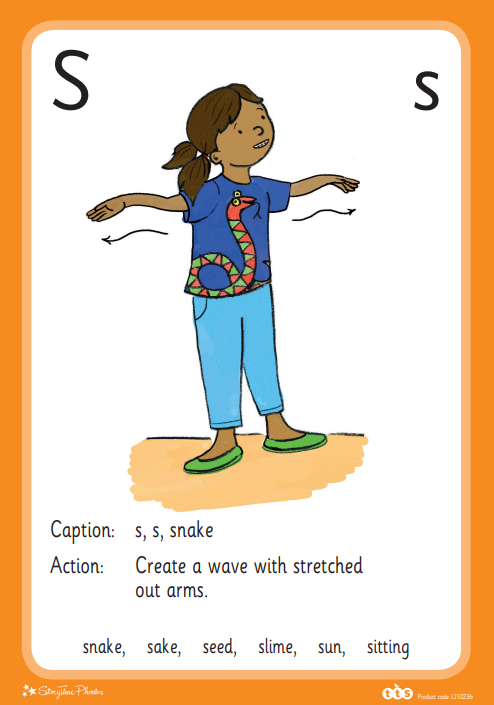 S s
Caption: s, s, snake
Action: Create a wave with stretched
out arms.
snake, sake, seed, slime, sun, sitting
StoryTime Phonics
tts Product code: LI10236